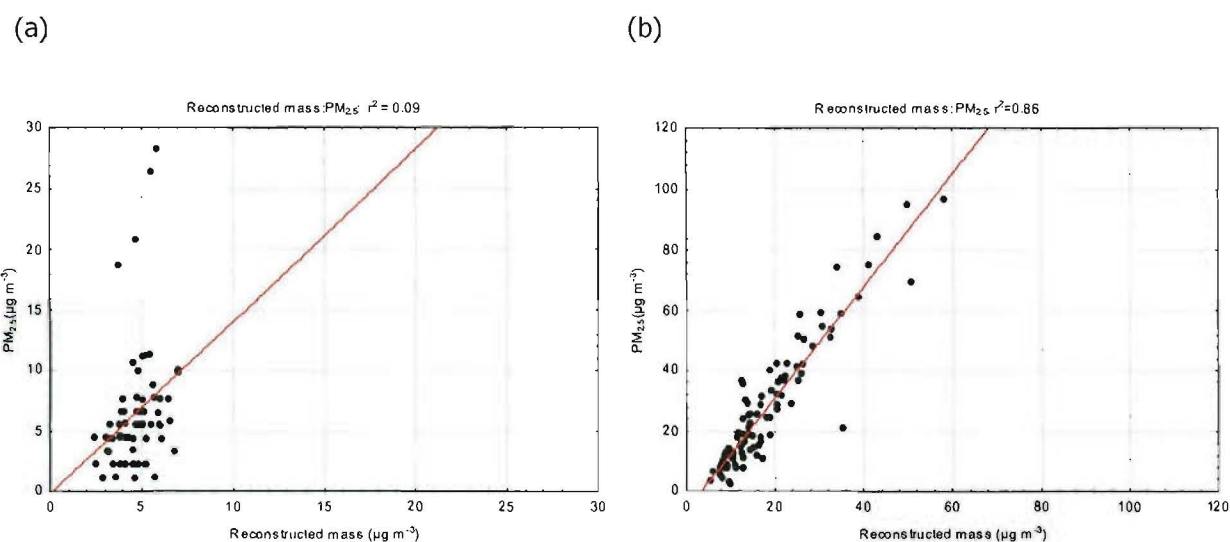 (a)
Reconstructed mass:PM2.5: r² = 0.09
30
25
20
15
10
5
0
PM2.5(µg m-3)
0 5 10 15 20 25 30
Reconstructed mass (µg m-3)
(b)
Reconstructed mass:PM2.5, r²=0.86
120
100
80
60
40
20
0
PM2.5(µg m-3)
0 20 40 60 80 100 120
Reconstructed mass (µg m-3)